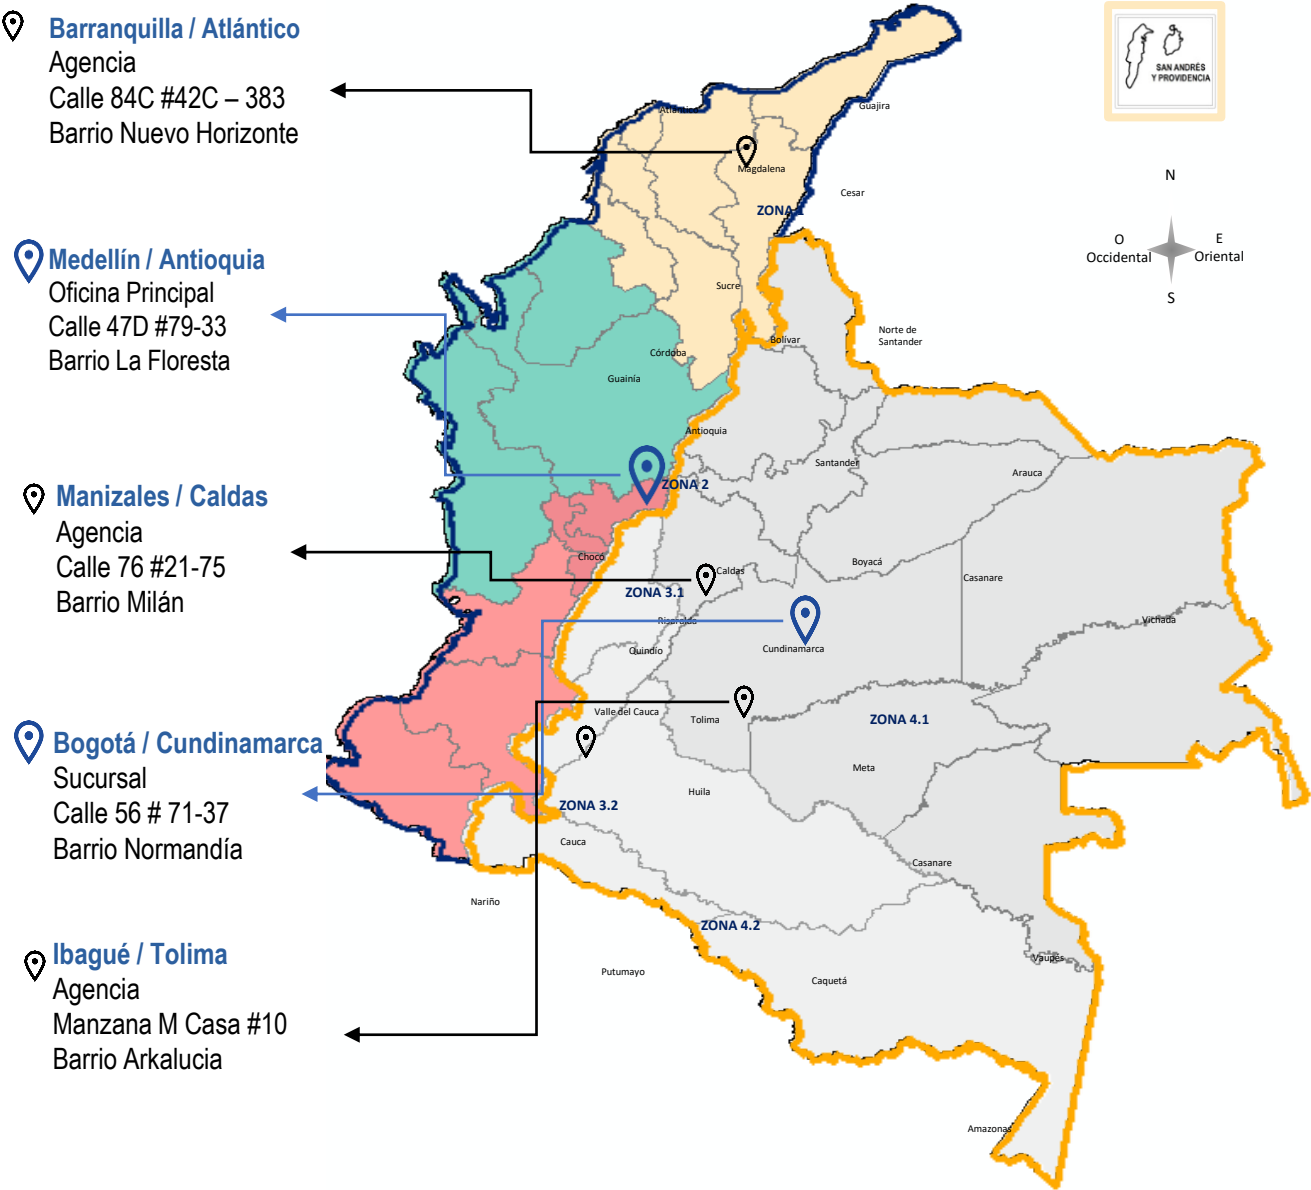 Barranquilla / Atlántico
Agencia
Calle 84C #42C – 383
Barrio Nuevo Horizonte
Medellín / Antioquia
Oficina Principal
Calle 47D #79-33
Barrio La Floresta
Manizales / Caldas
Agencia
Calle 76 #21-75
Barrio Milán
Bogotá / Cundinamarca
Sucursal
Calle 56 # 71-37
Barrio Normandía
Ibagué / Tolima
Agencia
Manzana M Casa #10
Barrio Arkalucia
SAN ANDRÉS
Y PROVIDENCIA
N
O
Occidental
E
Oriental
S
Atlántico
Guajira
Magdalena
Cesar
ZONA 1
Sucre
Norte de
Santander
Bolívar
Córdoba
Guainía
Antioquia
Santander
Arauca
ZONA 2
Chocó
Caldas
Boyacá
Casanare
ZONA 3.1
Risaralda
Vichada
Quindío
Cundinamarca
Valle del Cauca
Tolima
ZONA 4.1
Meta
Huila
ZONA 3.2
Cauca
Casanare
Nariño
ZONA 4.2
Vaupés
Putumayo
Caquetá
Amazonas